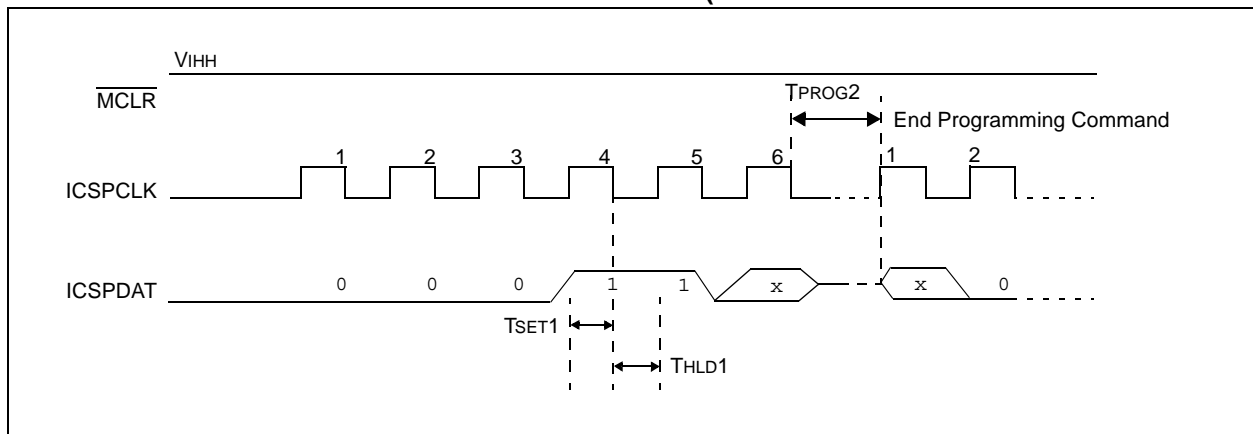 (
VIHH
MCLR
TPROG2
End Programming Command
1 2 3 4 5 6 1 2
ICSPCLK
ICSPDAT
0 0 0 1 1 x x 0
TSET1
THLD1